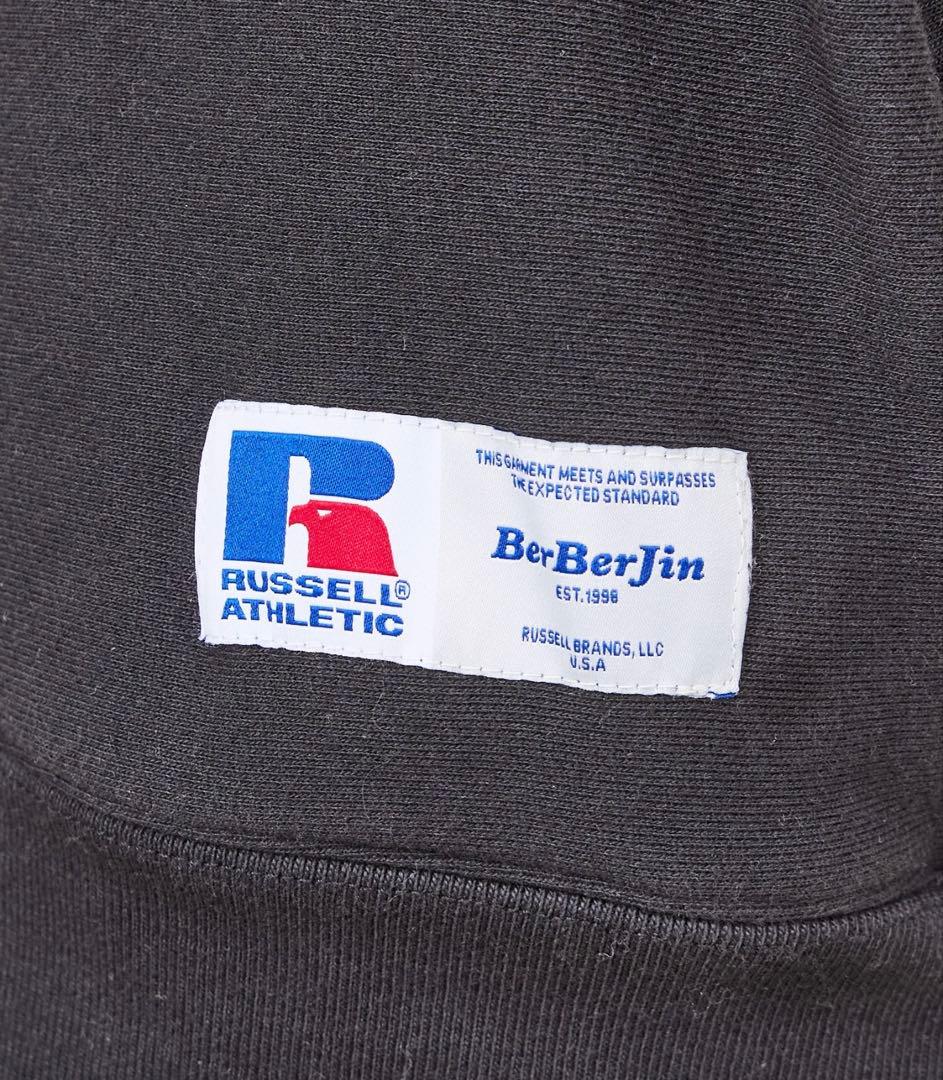 RUSSELL®
ATHLETIC
THIS GARMENT MEETS AND SURPASSES
THE EXPECTED STANDARD
BerBerJin
EST.1998
RUSSELL BRANDS, LLC
U.S.A